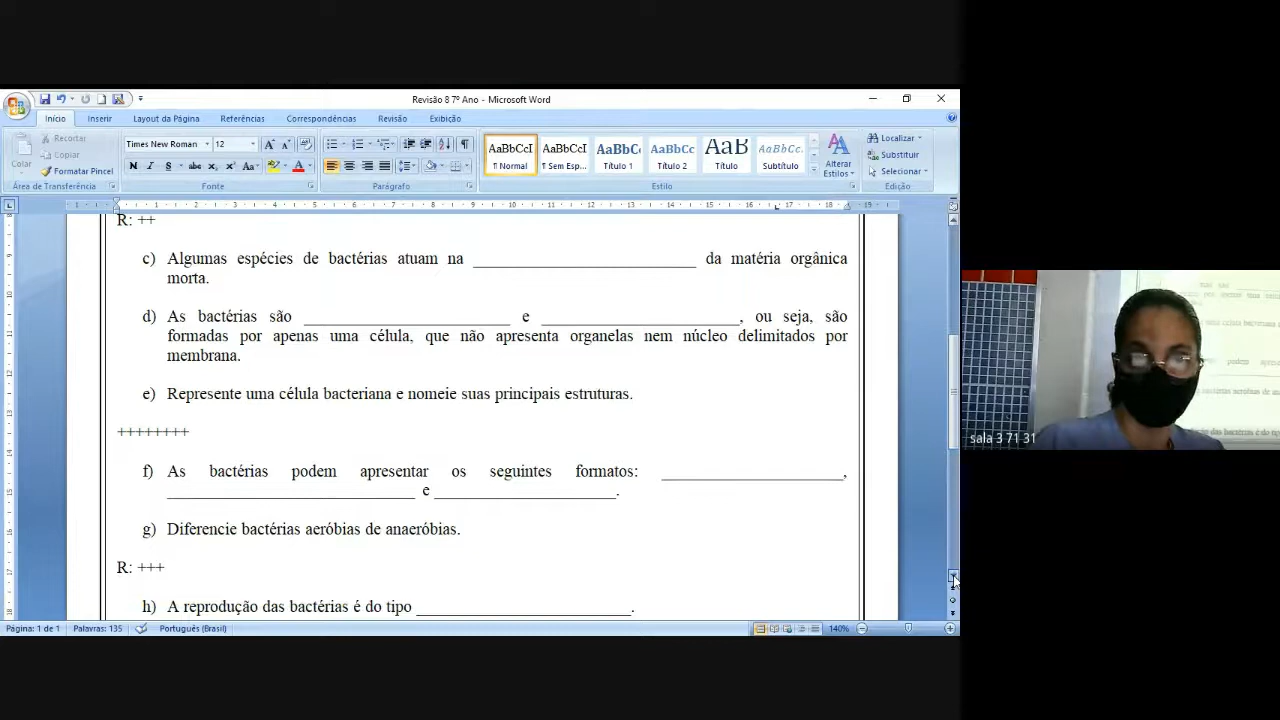 Revisão 8 7º Ano - Microsoft Word
Início Inserir Layout da Página Referências Correspondências Revisão Exibição
Colar
Recortar
Copiar
Formatar Pincel
Área de Transferência
Times New Roman 12
Fonte
Parágrafo
AaBbCcI AaBbCcI AaBbC AaBbCc AaB AaBbCc.
¶ Normal ¶ Sem Esp... Título 1 Título 2 Título Subtítulo
Alterar Estilos
Estilo
Localizar
Substituir
Selecionar
Edição
R: ++
c) Algumas espécies de bactérias atuam na ___________________________ da matéria orgânica
morta.
d) As bactérias são _________________________ e ________________________, ou seja, são
formadas por apenas uma célula, que não apresenta organelas nem núcleo delimitados por
membrana.
e) Represente uma célula bacteriana e nomeie suas principais estruturas.
++++++++
f) As bactérias podem apresentar os seguintes formatos: ______________________,
______________________________ e ______________________.
g) Diferencie bactérias aeróbias de anaeróbias.
R: +++
h) A reprodução das bactérias é do tipo __________________________.
Página: 1 de 1 Palavras: 135 Português (Brasil) 140%
sala 3 71 31